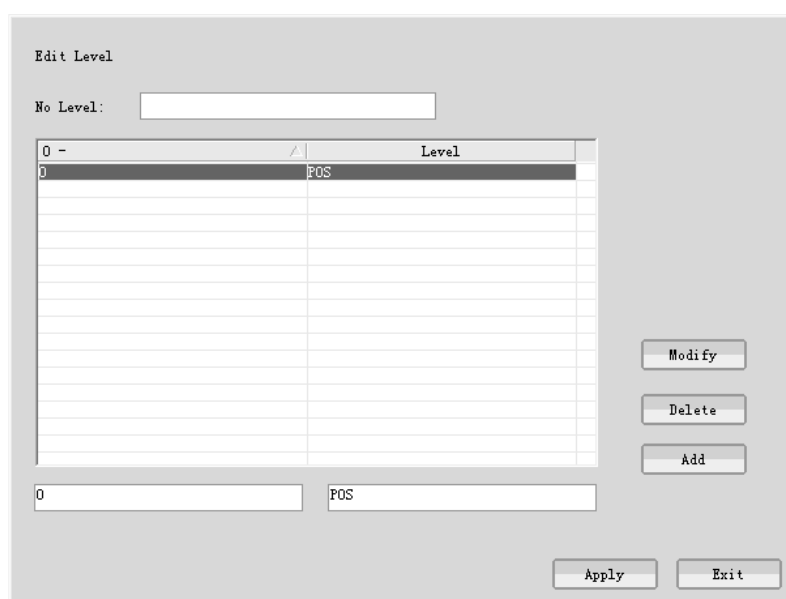 Edit Level
No Level:
0 - Level
0 POS
Modify
Delete
Add
0 POS
Apply Exit